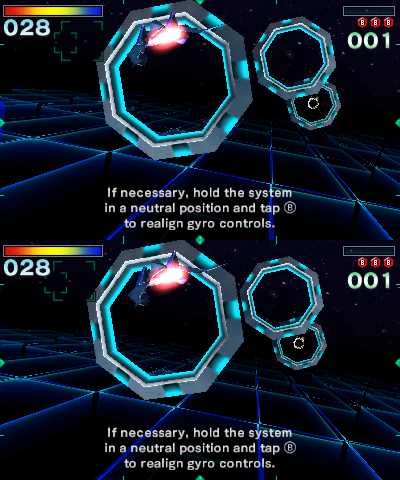 028
B B B
001
If necessary, hold the system
in a neutral position and tap Ⓑ
to realign gyro controls.
028
B B B
001
If necessary, hold the system
in a neutral position and tap Ⓑ
to realign gyro controls.